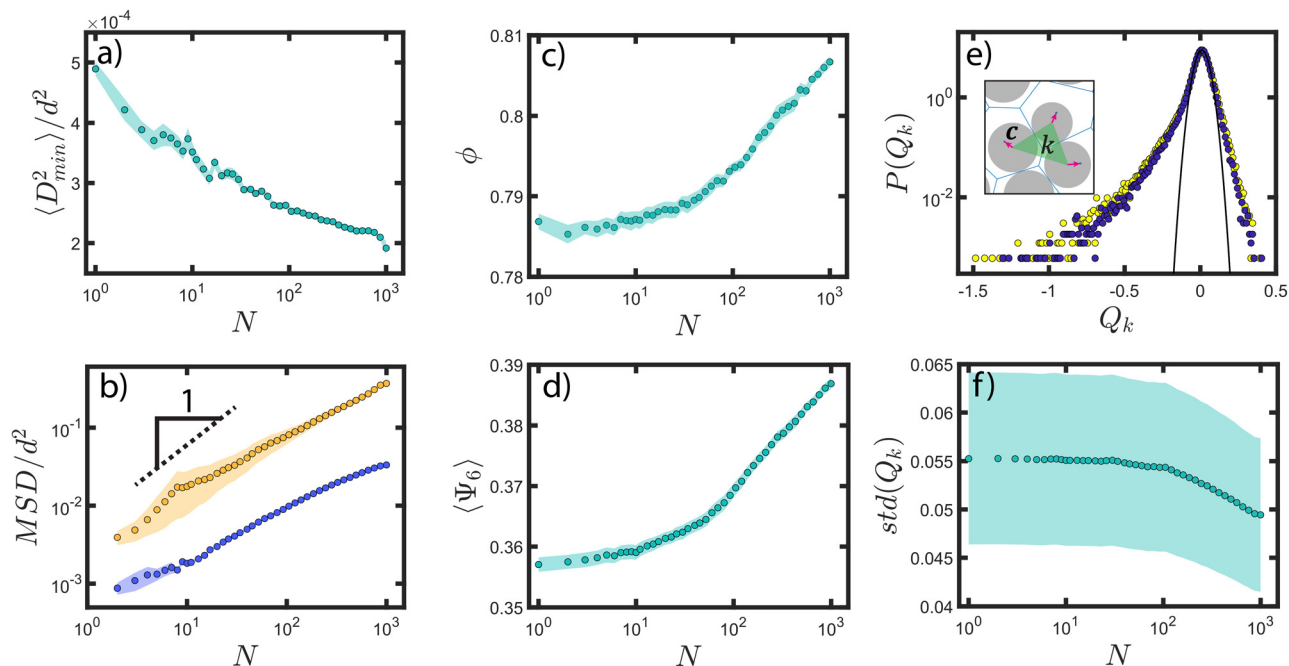 ×10⁻⁴
a)
5
4
3
2
⟨D²min⟩/d²
10⁰ 10¹ 10² 10³
N
c)
0.81
0.8
0.79
0.78
ϕ
10⁰ 10¹ 10² 10³
N
e)
10⁰
10⁻²
P(Qk)
c
k
-1.5 -1 -0.5 0 0.5
Qk
b)
1
10⁻¹
10⁻²
10⁻³
MSD/d²
10⁰ 10¹ 10² 10³
N
d)
0.39
0.38
0.37
0.36
0.35
⟨Ψ₆⟩
10⁰ 10¹ 10² 10³
N
f)
0.065
0.06
0.055
0.05
0.045
0.04
std(Qk)
10⁰ 10¹ 10² 10³
N